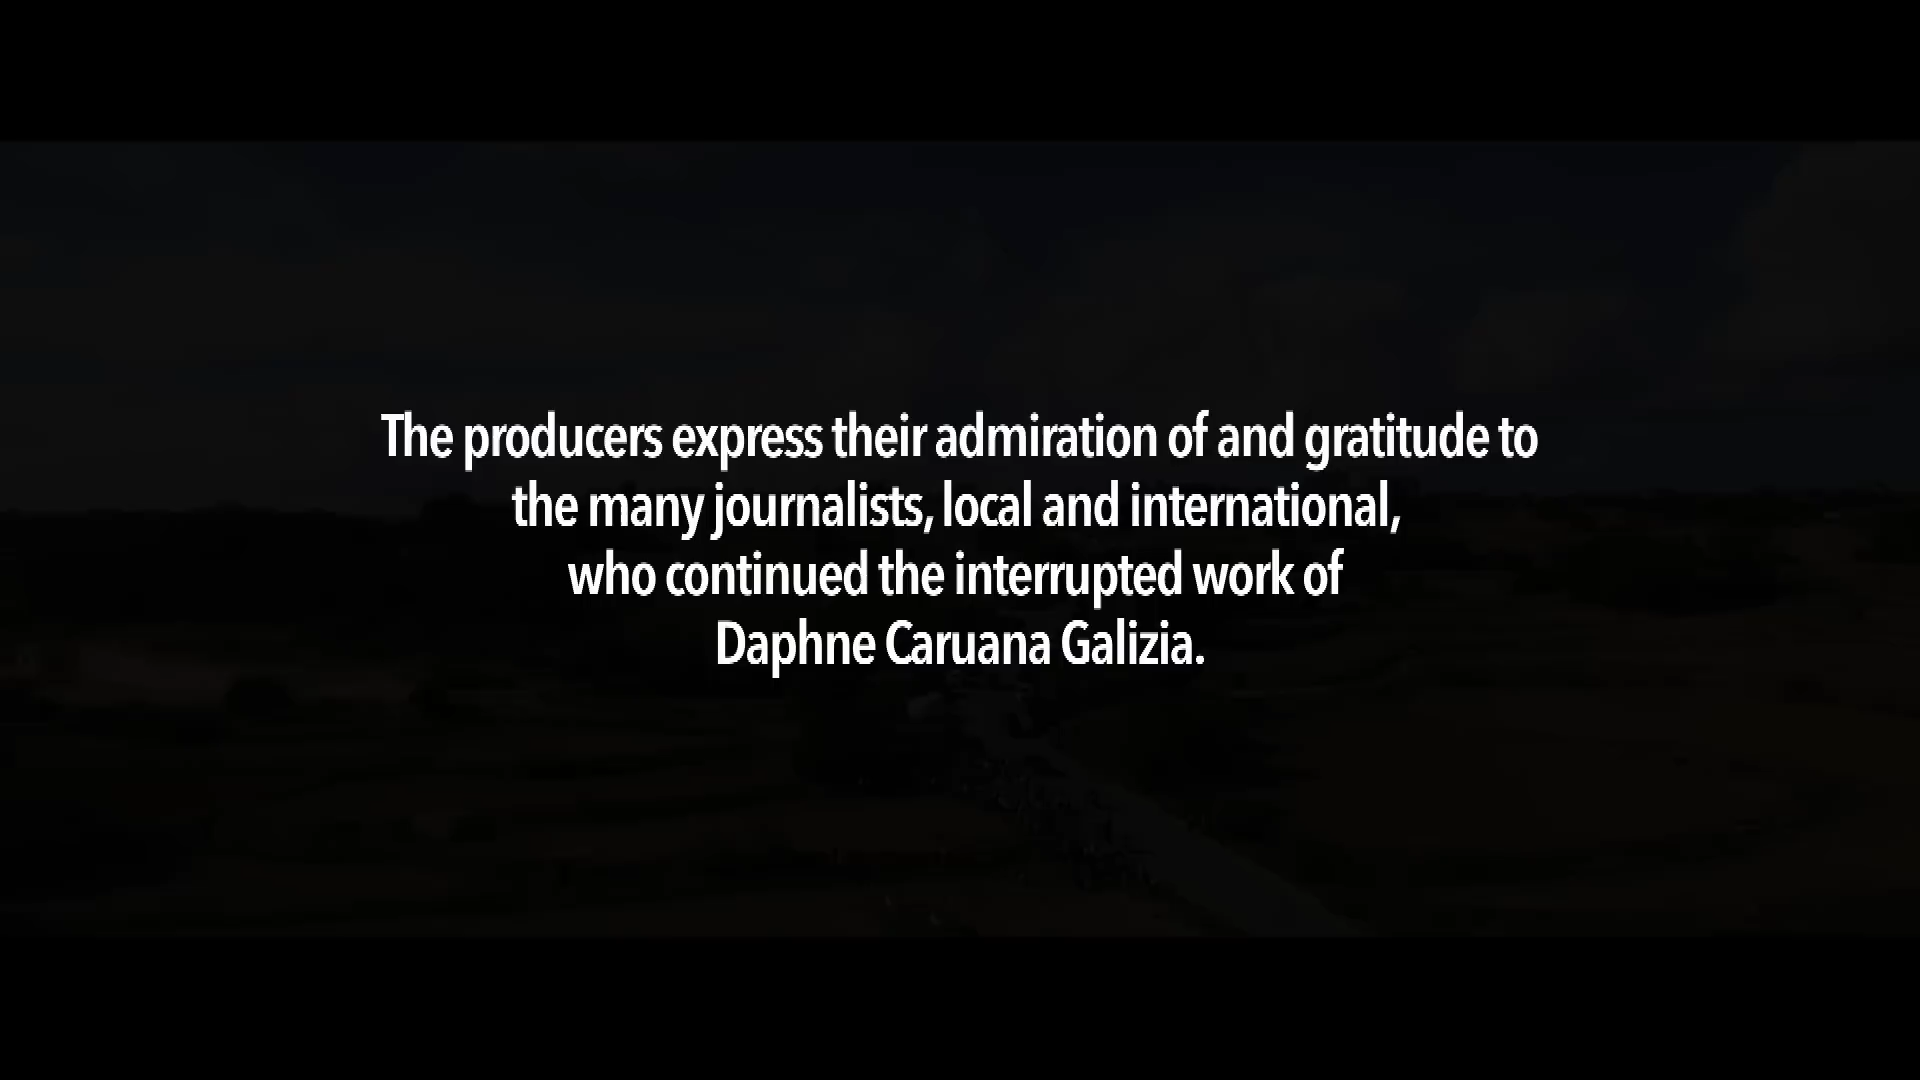 The producers express their admiration of and gratitude to
the many journalists, local and international,
who continued the interrupted work of
Daphne Caruana Galizia.